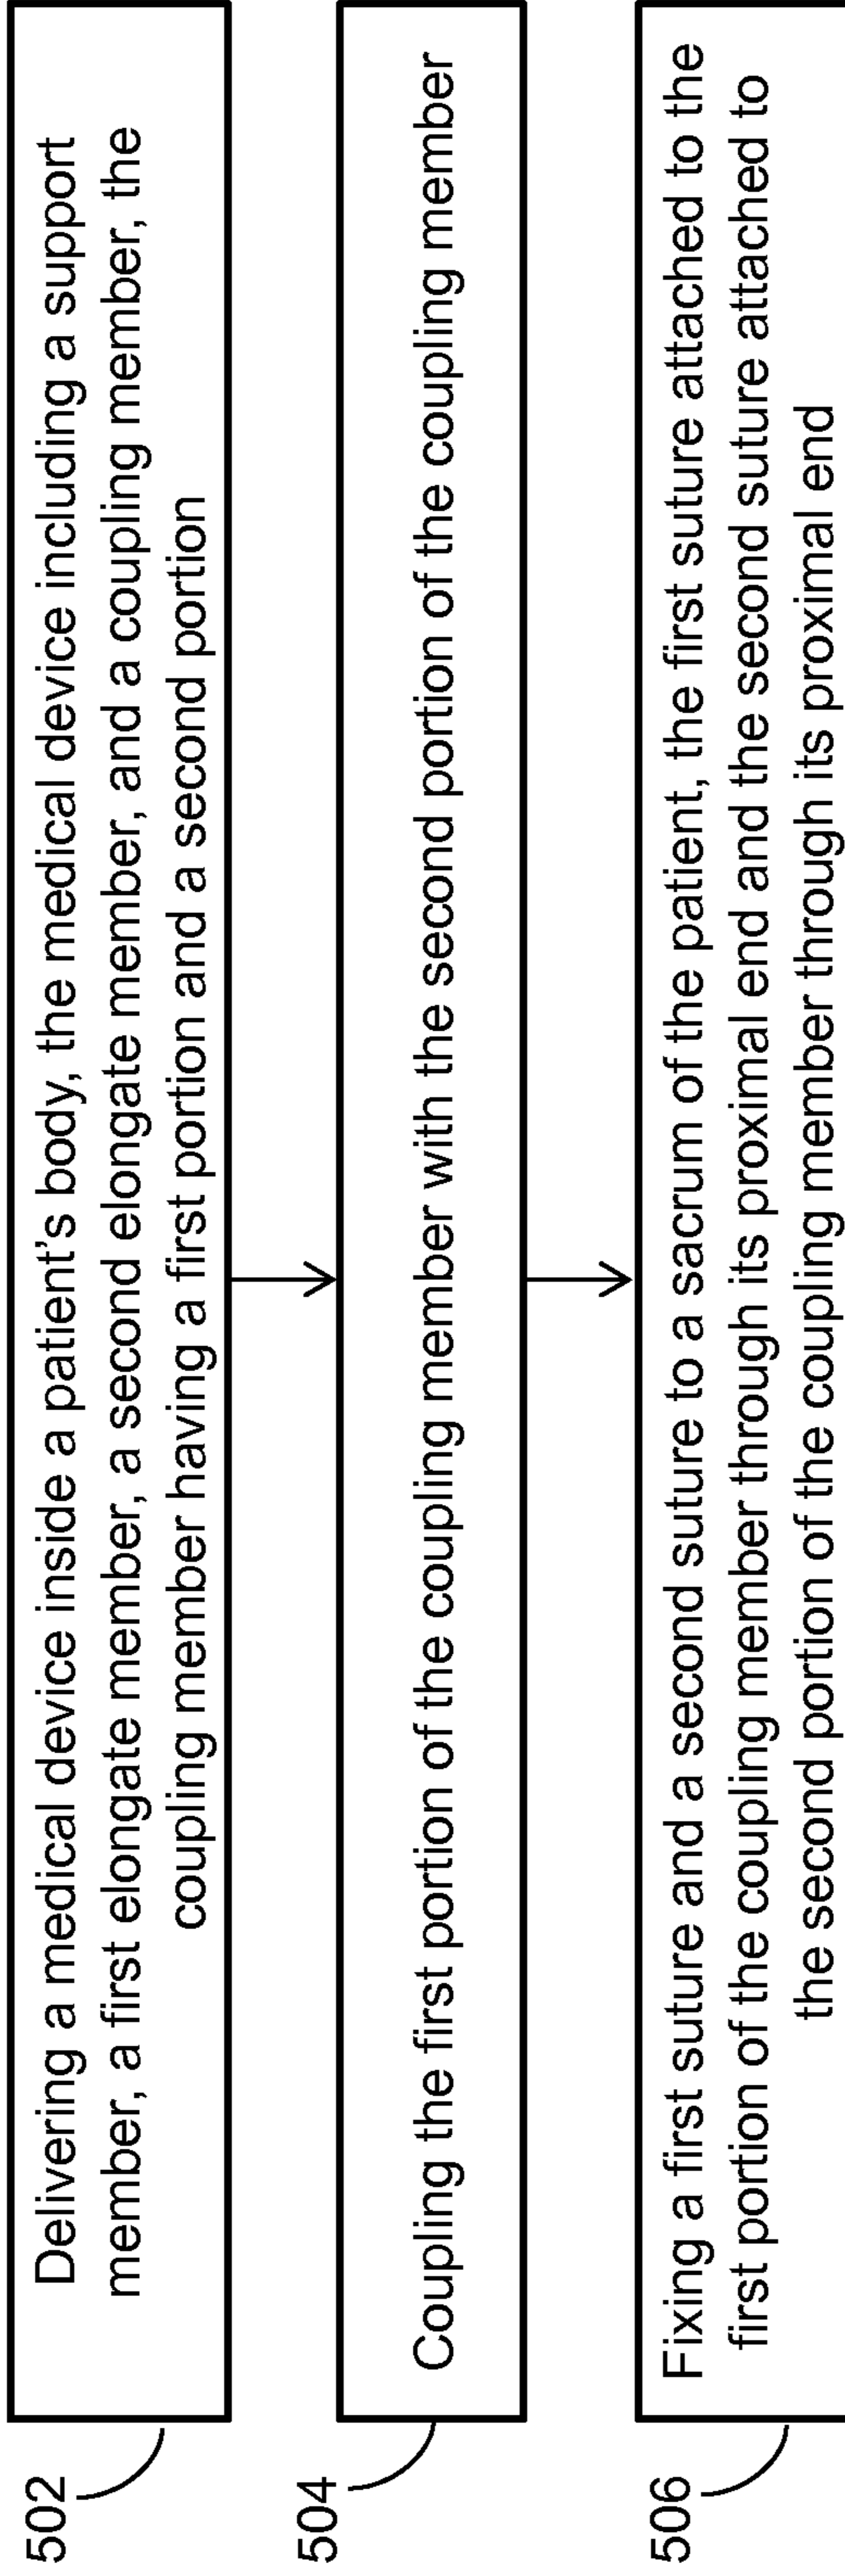 502
Delivering a medical device inside a patient's body, the medical device including a support
member, a first elongate member, a second elongate member, and a coupling member, the
coupling member having a first portion and a second portion
504
Coupling the first portion of the coupling member with the second portion of the coupling member
506
Fixing a first suture and a second suture to a sacrum of the patient, the first suture attached to the
first portion of the coupling member through its proximal end and the second suture attached to
the second portion of the coupling member through its proximal end